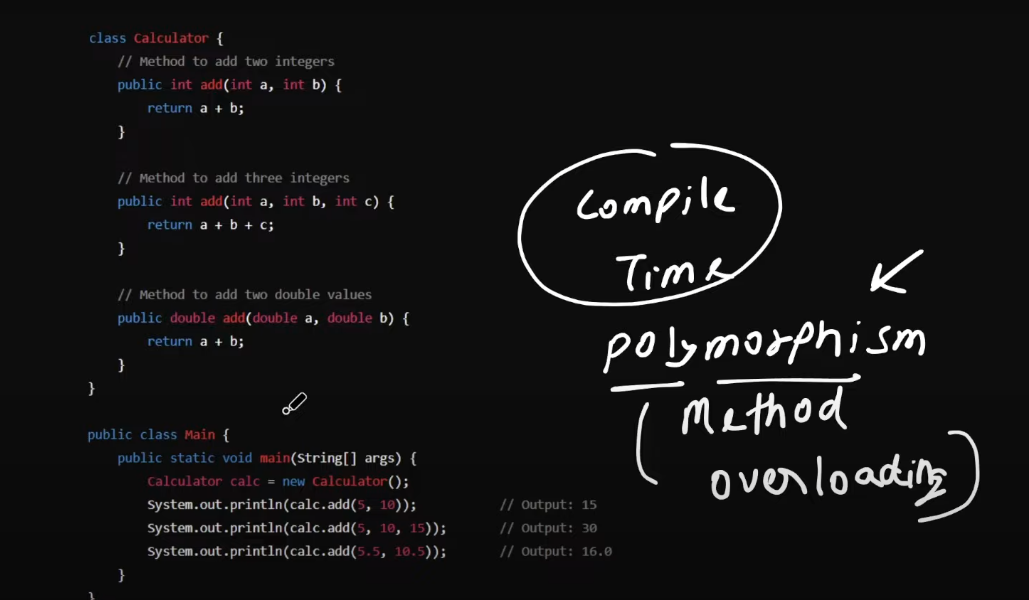 class Calculator {
// Method to add two integers
public int add(int a, int b) {
return a + b;
}
// Method to add three integers
public int add(int a, int b, int c) {
return a + b + c;
}
// Method to add two double values
public double add(double a, double b) {
return a + b;
}
}
public class Main {
public static void main(String[] args) {
Calculator calc = new Calculator();
System.out.println(calc.add(5, 10)); // Output: 15
System.out.println(calc.add(5, 10, 15)); // Output: 30
System.out.println(calc.add(5.5, 10.5)); // Output: 16.0
}
}
Compile
Time
polymorphism
(Method
overloading)